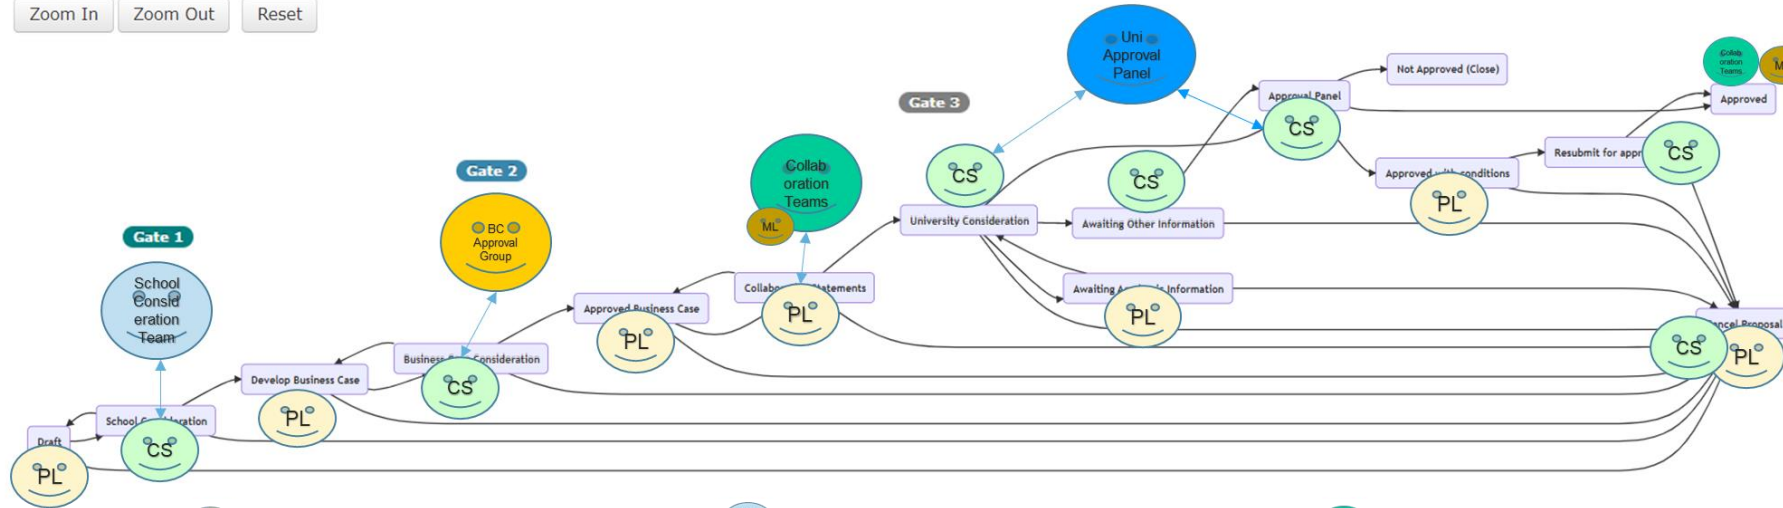 Zoom In
Zoom Out
Reset
Gate 1
School
Consid
eration
Team
Draft
PL
School
CS
Gate 2
BC
Approval
Group
Develop Business Case
PL
Business
Consideration
CS
Approved Business Case
PL
Collab
oration
Teams
ML
Statements
PL
Gate 3
Uni
Approval
Panel
CS
University Consideration
CS
Awaiting Other Information
Awaiting
Information
PL
Approval Panel
CS
Not Approved (Close)
Approved
conditions
PL
Resubmit for
CS
Collab
oration
Teams
Approved
Proposal
CS
PL